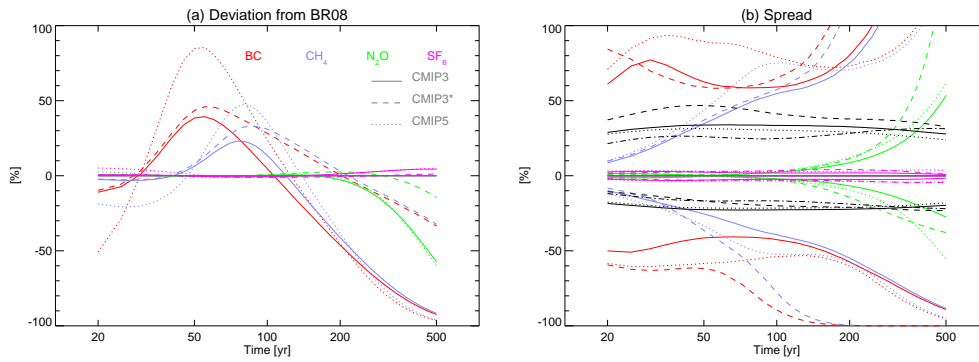 (a) Deviation from BR08
100
50
0
-50
-100
[%]
BC CH4 N2O SF6
CMIP3
CMIP3*
CMIP5
20 50 100 200 500
Time [yr]
(b) Spread
100
50
0
-50
-100
[%]
20 50 100 200 500
Time [yr]